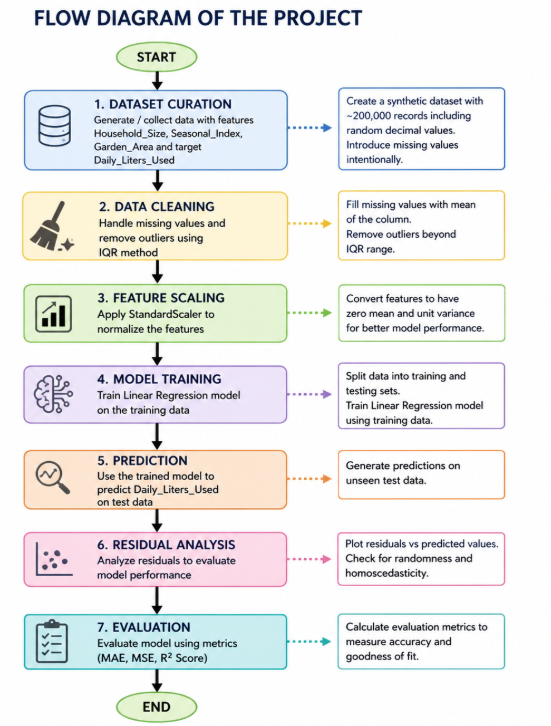 FLOW DIAGRAM OF THE PROJECT
START
1. DATASET CURATION
Generate / collect data with features
Household_Size, Seasonal_Index,
Garden_Area and target
Daily_Liters_Used
Create a synthetic dataset with
~200,000 records including
random decimal values.
Introduce missing values
intentionally.
2. DATA CLEANING
Handle missing values and
remove outliers using
IQR method
Fill missing values with mean
of the column.
Remove outliers beyond
IQR range.
3. FEATURE SCALING
Apply StandardScaler to
normalize the features
Convert features to have
zero mean and unit variance
for better model performance.
4. MODEL TRAINING
Train Linear Regression model
on the training data
Split data into training and
testing sets.
Train Linear Regression model
using training data.
5. PREDICTION
Use the trained model to
predict Daily_Liters_Used
on test data
Generate predictions on
unseen test data.
6. RESIDUAL ANALYSIS
Analyze residuals to evaluate
model performance
Plot residuals vs predicted values.
Check for randomness and
homoscedasticity.
7. EVALUATION
Evaluate model using metrics
(MAE, MSE, R² Score)
Calculate evaluation metrics to
measure accuracy and
goodness of fit.
END